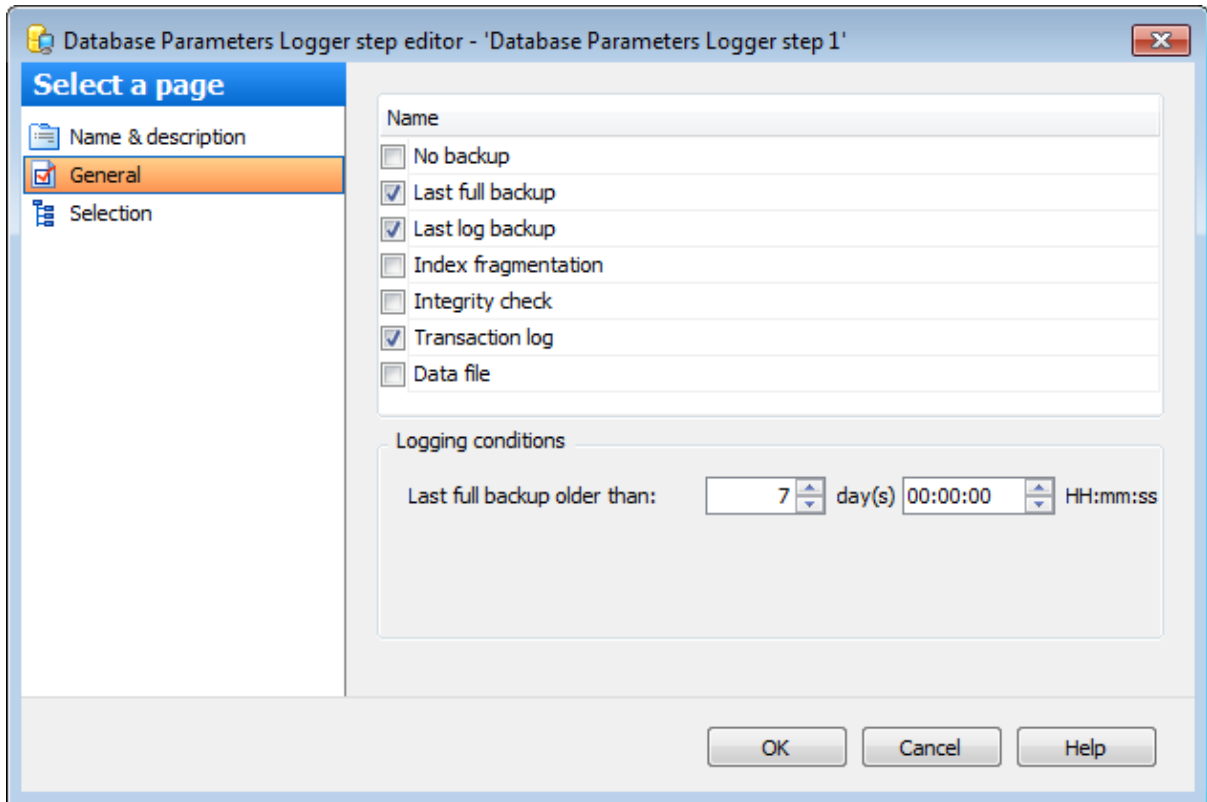 Database Parameters Logger step editor - 'Database Parameters Logger step 1'
Select a page
Name & description
General
Selection
Name
No backup
Last full backup
Last log backup
Index fragmentation
Integrity check
Transaction log
Data file
Logging conditions
Last full backup older than: 7 day(s) 00:00:00 HH:mm:ss
OK Cancel Help